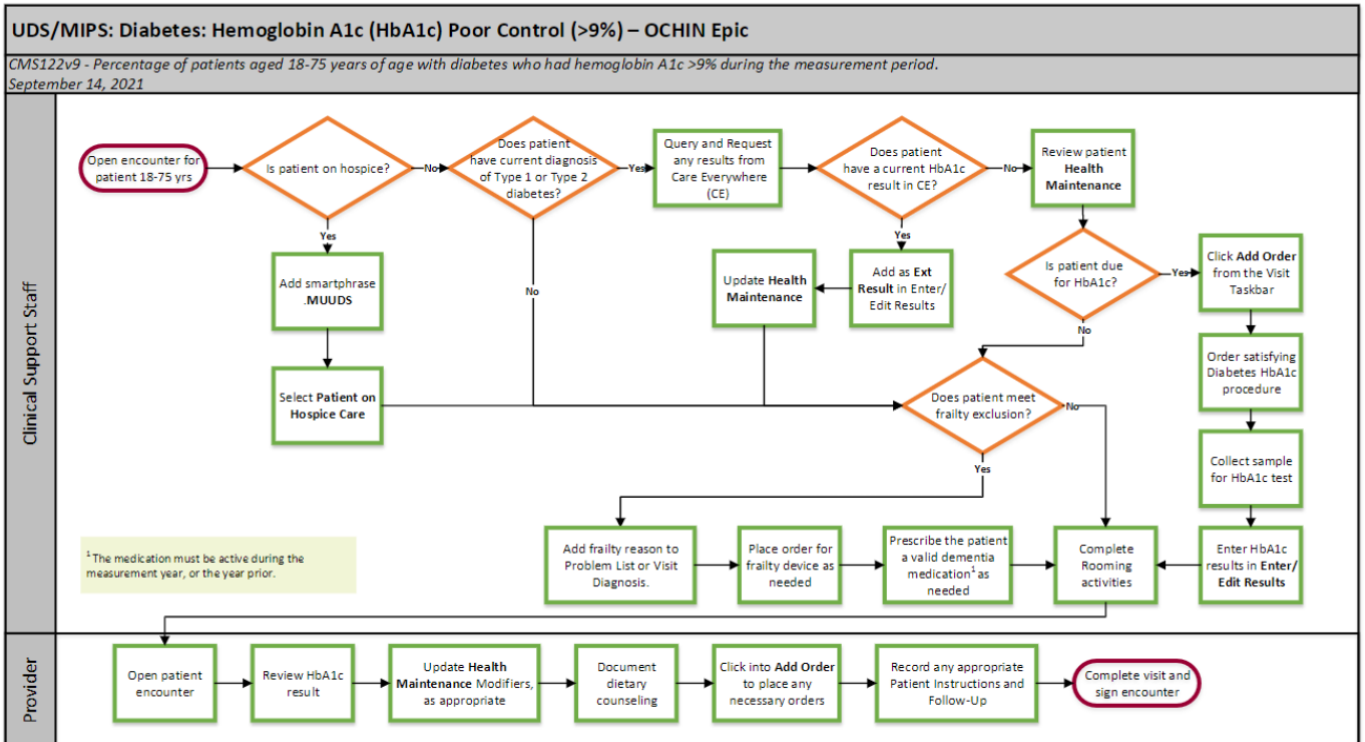 UDS/MIPS: Diabetes: Hemoglobin A1c (HbA1c) Poor Control (>9%) – OCHIN Epic
CMS122v9 - Percentage of patients aged 18-75 years of age with diabetes who had hemoglobin A1c >9% during the measurement period.
September 14, 2021
Clinical Support Staff
Open encounter for
patient 18-75 yrs
Is patient on hospice?
No
Yes
Does patient
have current diagnosis
of Type 1 or Type 2
diabetes?
Yes
No
Query and Request
any results from
Care Everywhere
(CE)
Does patient
have a current HbA1c
result in CE?
No
Yes
Review patient
Health
Maintenance
Add smartphrase
.MUUDS
Select Patient on
Hospice Care
Update Health
Maintenance
Add as Ext
Result in Enter/
Edit Results
Is patient due
for HbA1c?
Yes
No
Click Add Order
from the Visit
Taskbar
Order satisfying
Diabetes HbA1c
procedure
Collect sample
for HbA1c test
Enter HbA1c
results in Enter/
Edit Results
Does patient meet
frailty exclusion?
No
Yes
Add frailty reason to
Problem List or Visit
Diagnosis.
Place order for
frailty device as
needed
Prescribe the patient
a valid dementia
medication1 as
needed
Complete
Rooming
activities
1 The medication must be active during the
measurement year, or the year prior.
Provider
Open patient
encounter
Review HbA1c
result
Update Health
Maintenance Modifiers,
as appropriate
Document
dietary
counseling
Click into Add Order
to place any
necessary orders
Record any appropriate
Patient Instructions and
Follow-Up
Complete visit and
sign encounter